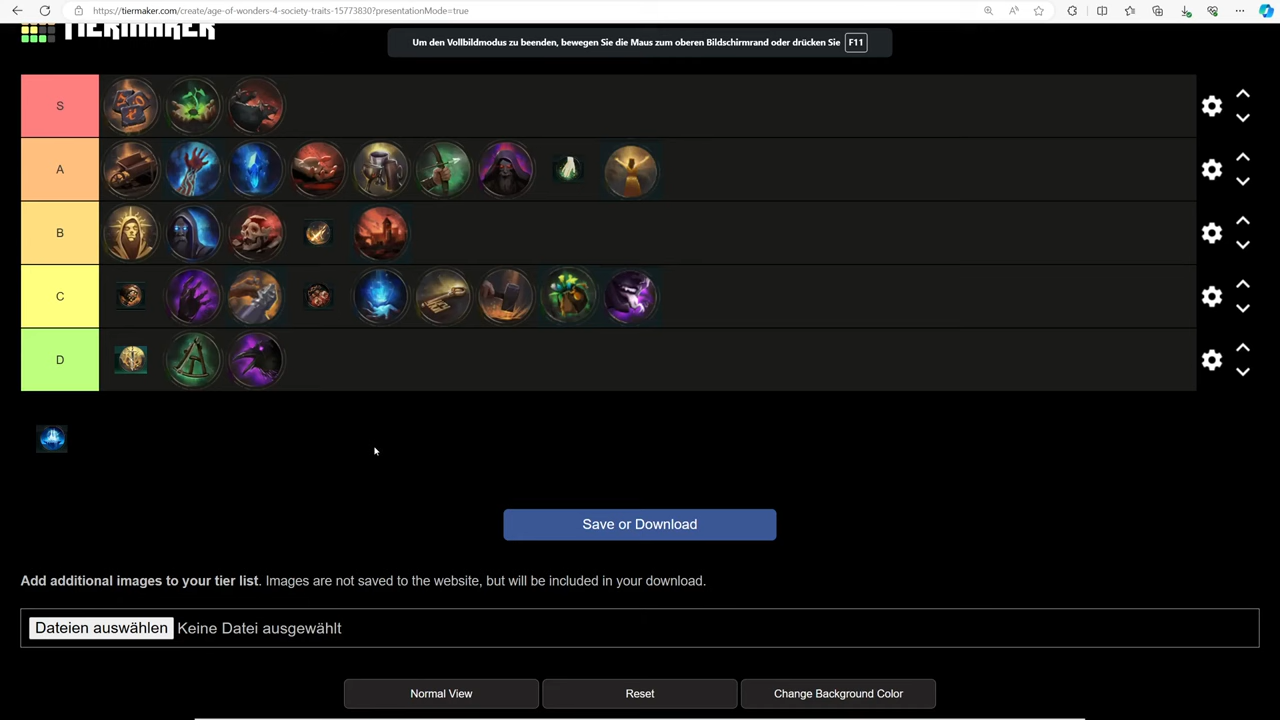 https://tiermaker.com/create/age-of-wonders-4-society-traits-15773830?presentationMode=true
TIERMAKER
Um den Vollbildmodus zu beenden, bewegen Sie die Maus zum oberen Bildschirmrand oder drücken Sie F11
S
A
B
C
D
Save or Download
Add additional images to your tier list. Images are not saved to the website, but will be included in your download.
Dateien auswählen Keine Datei ausgewählt
Normal View Reset Change Background Color